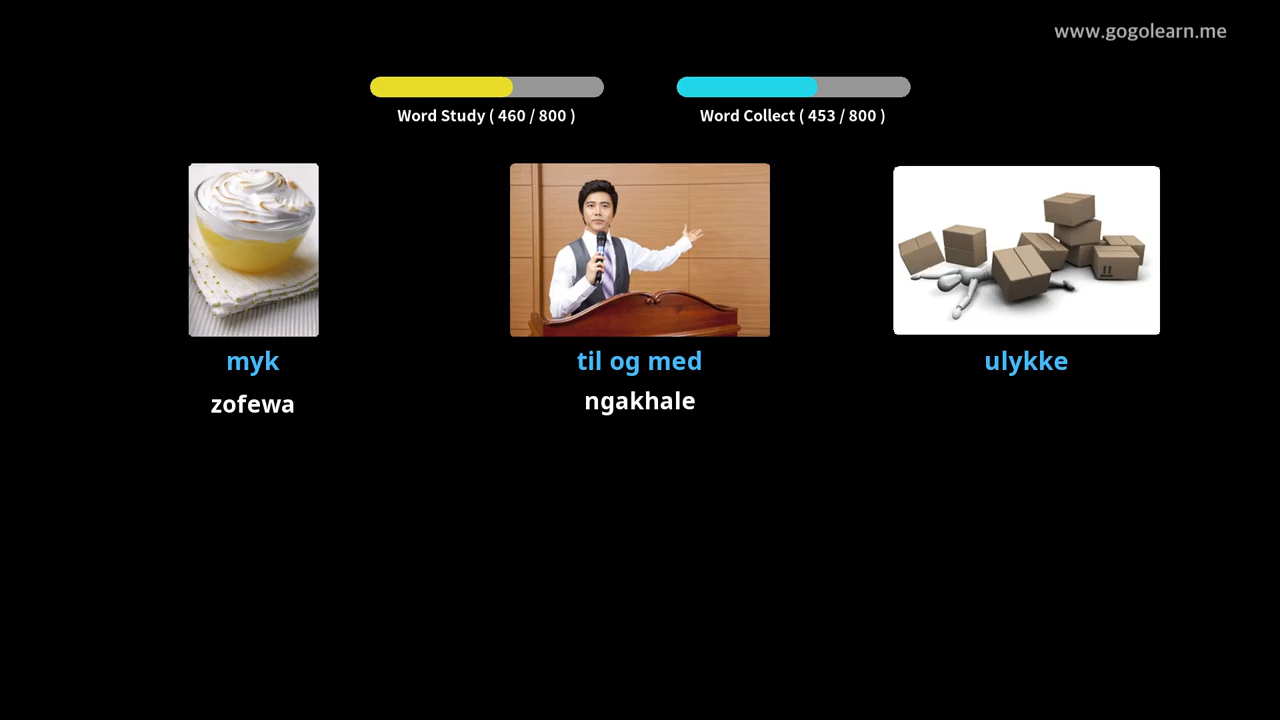 www.gogolearn.me
Word Study ( 460 / 800 )
Word Collect ( 453 / 800 )
myk
til og med
ulykke
zofewa
ngakhale